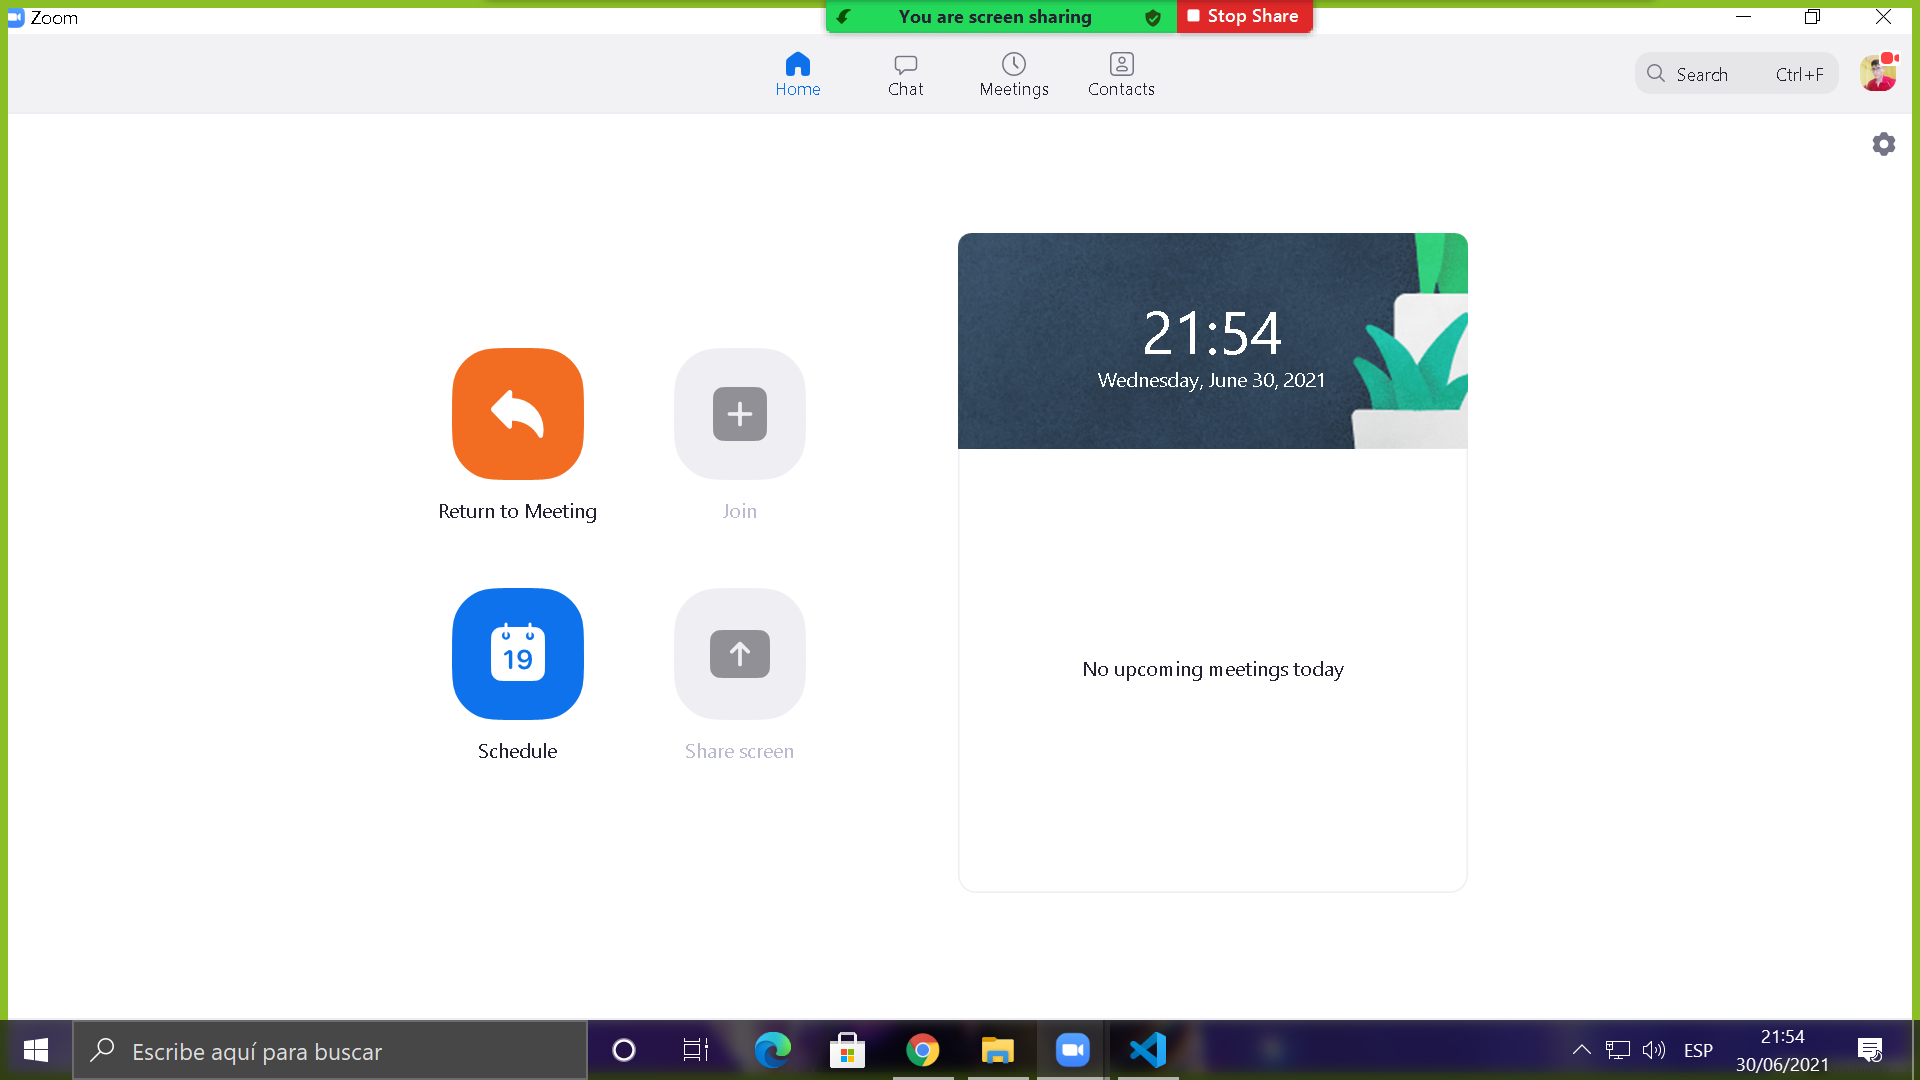 Zoom
You are screen sharing
Stop Share
Home
Chat
Meetings
Contacts
Search
Ctrl+F
21:54
Wednesday, June 30, 2021
Return to Meeting
Join
19
Schedule
Share screen
No upcoming meetings today
Escribe aquí para buscar
ESP
21:54
30/06/2021